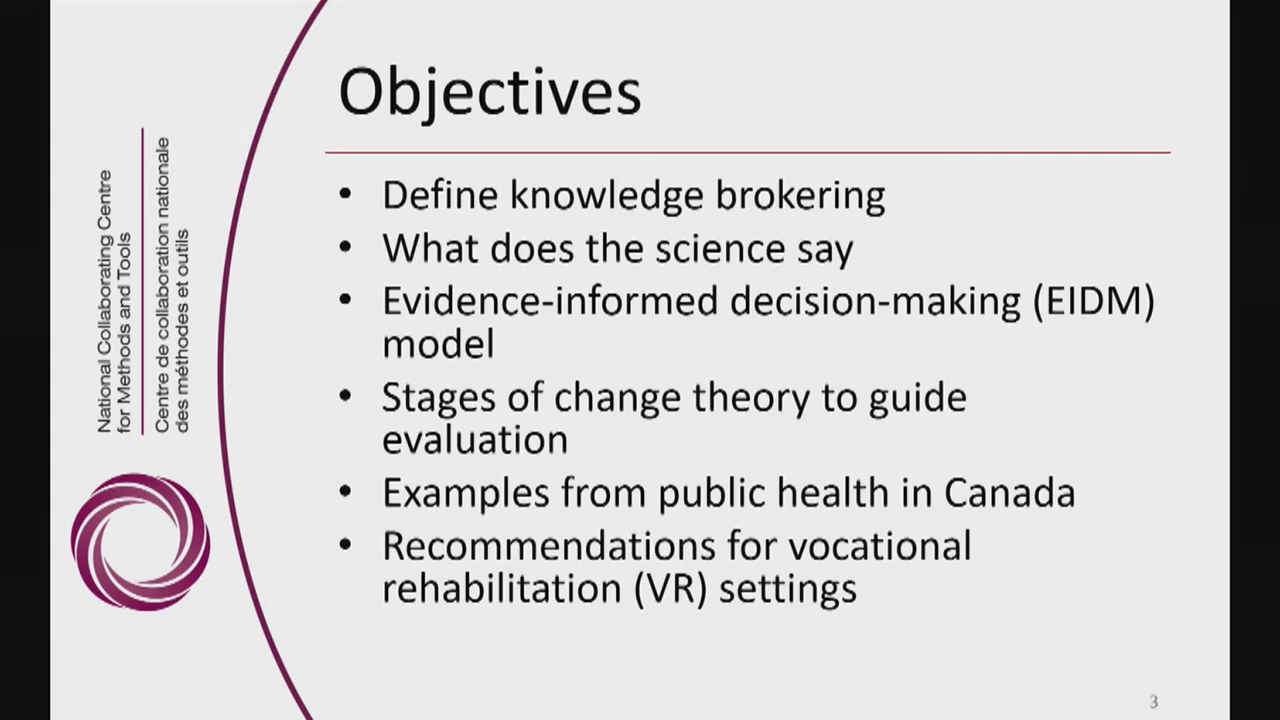 National Collaborating Centre
for Methods and Tools
Centre de collaboration nationale
des méthodes et outils
Objectives
• Define knowledge brokering
• What does the science say
• Evidence-informed decision-making (EIDM)
model
• Stages of change theory to guide
evaluation
• Examples from public health in Canada
• Recommendations for vocational
rehabilitation (VR) settings
3